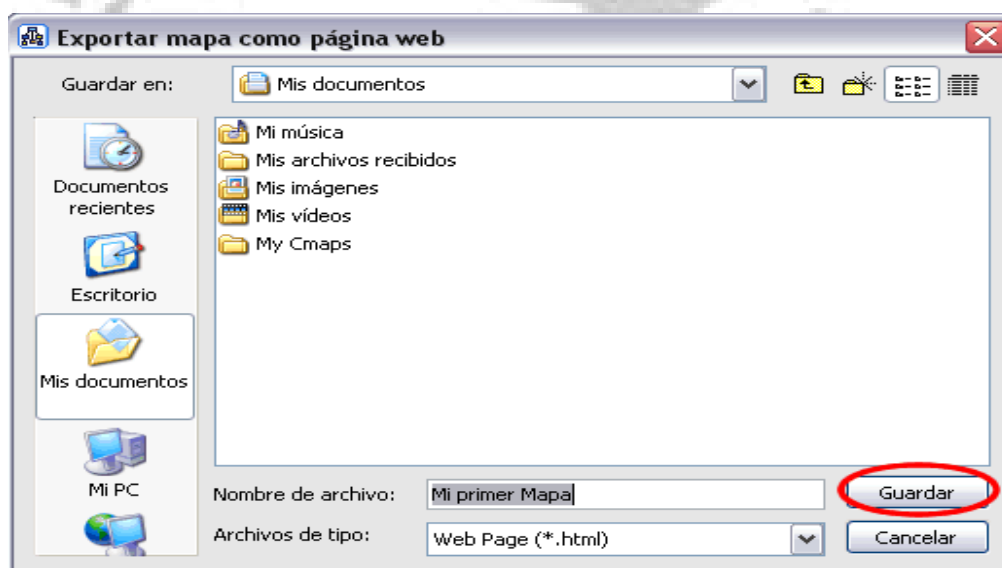 Exportar mapa como página web
Guardar en:
Mis documentos
Documentos
recientes
Escritorio
Mis documentos
Mi PC
Mi música
Mis archivos recibidos
Mis imágenes
Mis vídeos
My Cmaps
Nombre de archivo:
Mi primer Mapa
Guardar
Archivos de tipo:
Web Page (*.html)
Cancelar